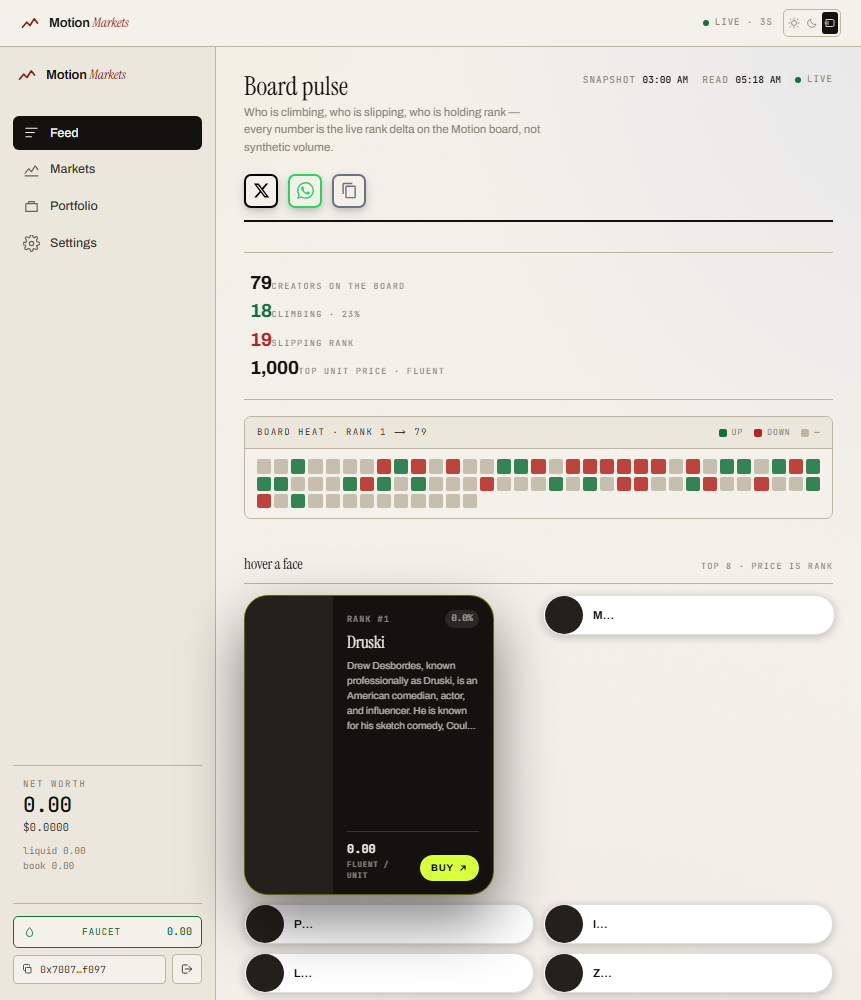 Motion Markets
LIVE · 3S
Motion Markets
Feed
Markets
Portfolio
Settings
NET WORTH
0.00
$0.0000
liquid 0.00
book 0.00
FAUCET 0.00
0x7007…f097
Board pulse
SNAPSHOT 03:00 AM READ 05:18 AM LIVE
Who is climbing, who is slipping, who is holding rank —
every number is the live rank delta on the Motion board, not
synthetic volume.
79 CREATORS ON THE BOARD
18 CLIMBING · 23%
19 SLIPPING RANK
1,000 TOP UNIT PRICE · FLUENT
BOARD HEAT · RANK 1 ⟶ 79
UP DOWN —
hover a face
TOP 8 · PRICE IS RANK
RANK #1 0.0%
Druski
Drew Desbordes, known
professionally as Druski, is an
American comedian, actor,
and influencer. He is known
for his sketch comedy, Coul...
0.00
FLUENT /
UNIT
BUY ↗
M...
P...
I...
L...
Z...